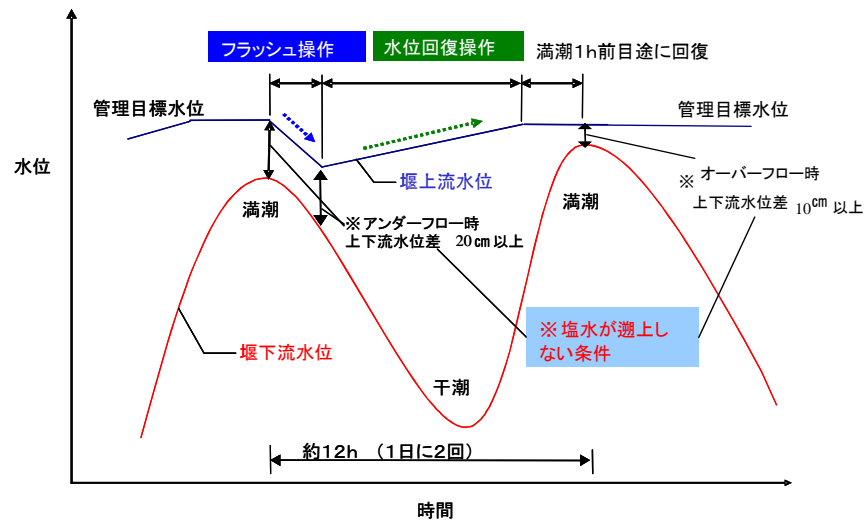 フラッシュ操作
水位回復操作
満潮1h前目途に回復
管理目標水位
管理目標水位
水位
堰上流水位
満潮
満潮
※アンダーフロー時
上下流水位差 20cm以上
※オーバーフロー時
上下流水位差 10cm以上
堰下流水位
※塩水が遡上し
ない条件
干潮
約12h (1日に2回)
時間